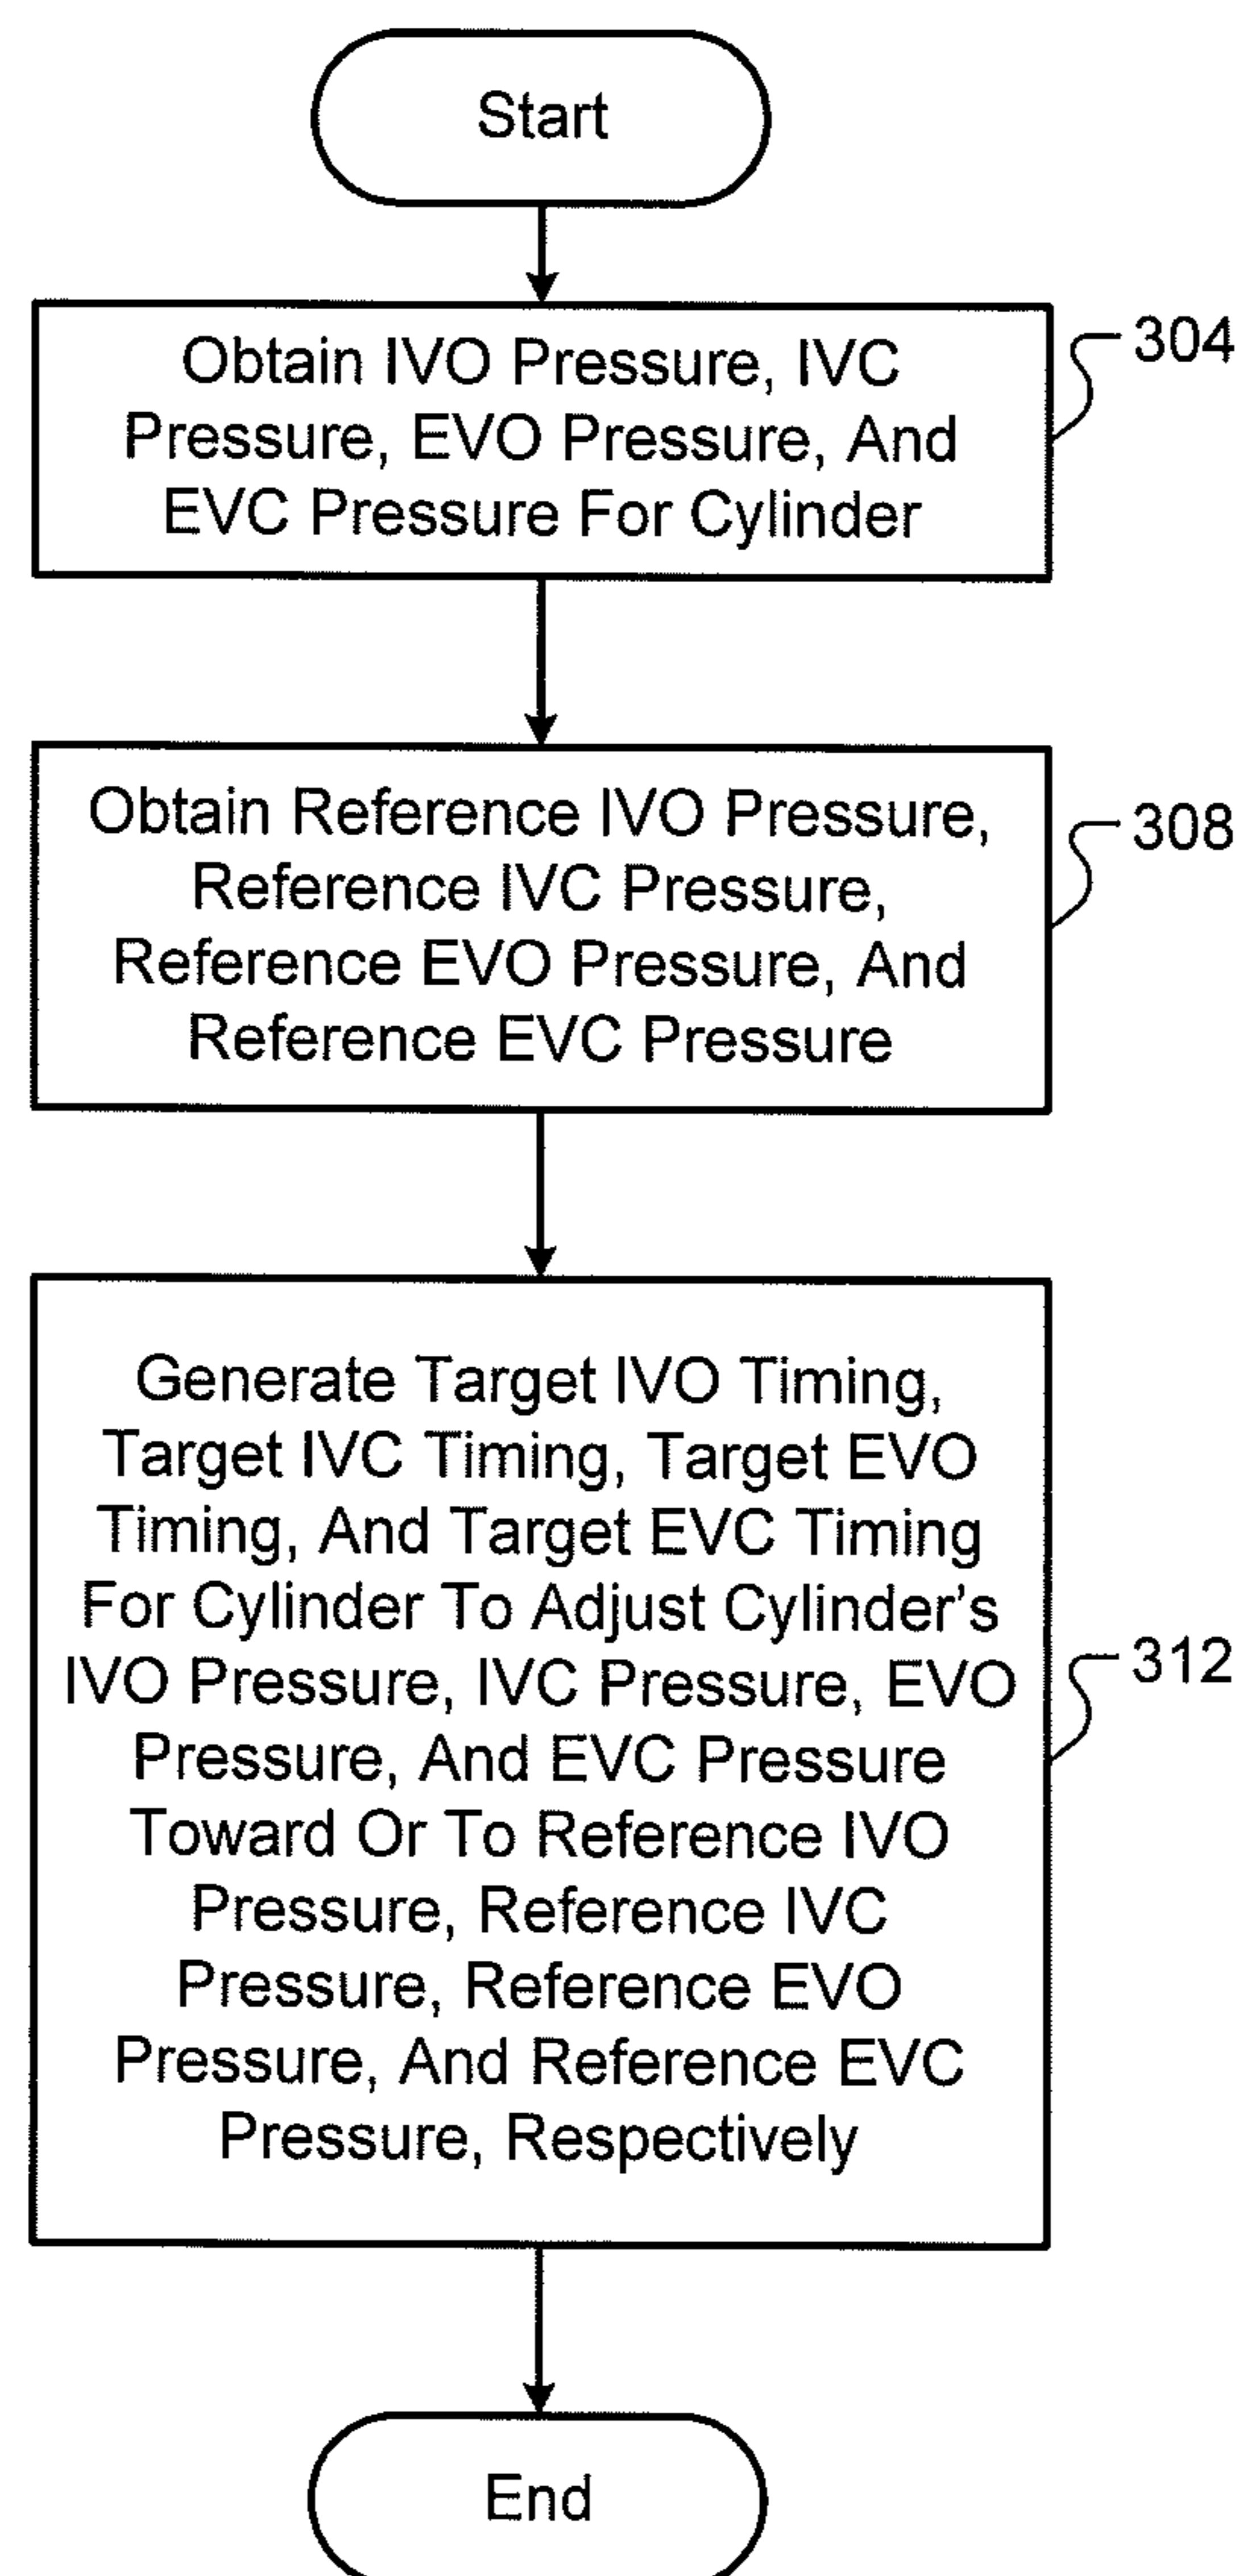 Start
Obtain IVO Pressure, IVC
Pressure, EVO Pressure, And
EVC Pressure For Cylinder
304
Obtain Reference IVO Pressure,
Reference IVC Pressure,
Reference EVO Pressure, And
Reference EVC Pressure
308
Generate Target IVO Timing,
Target IVC Timing, Target EVO
Timing, And Target EVC Timing
For Cylinder To Adjust Cylinder’s
IVO Pressure, IVC Pressure, EVO
Pressure, And EVC Pressure
Toward Or To Reference IVO
Pressure, Reference IVC
Pressure, Reference EVO
Pressure, And Reference EVC
Pressure, Respectively
312
End